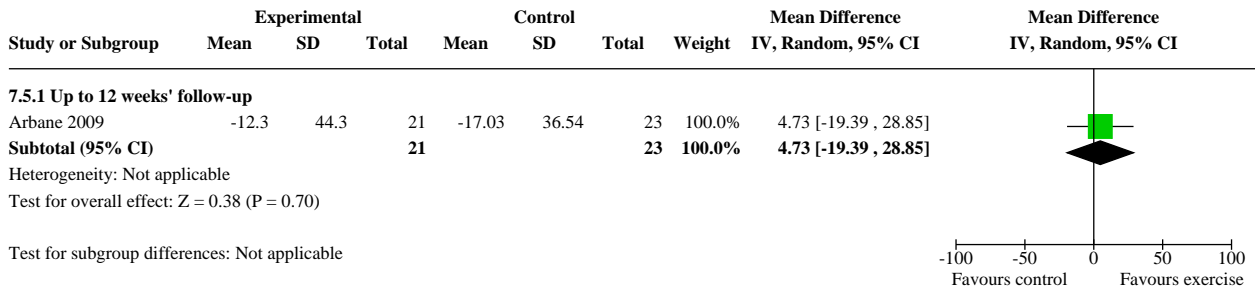 Experimental Control Mean Difference Mean Difference
Study or Subgroup Mean SD Total Mean SD Total Weight IV, Random, 95% CI IV, Random, 95% CI
7.5.1 Up to 12 weeks' follow-up
Arbane 2009 -12.3 44.3 21 -17.03 36.54 23 100.0% 4.73 [-19.39 , 28.85]
Subtotal (95% CI) 21 23 100.0% 4.73 [-19.39 , 28.85]
Heterogeneity: Not applicable
Test for overall effect: Z = 0.38 (P = 0.70)
Test for subgroup differences: Not applicable
-100 -50 0 50 100
Favours control Favours exercise